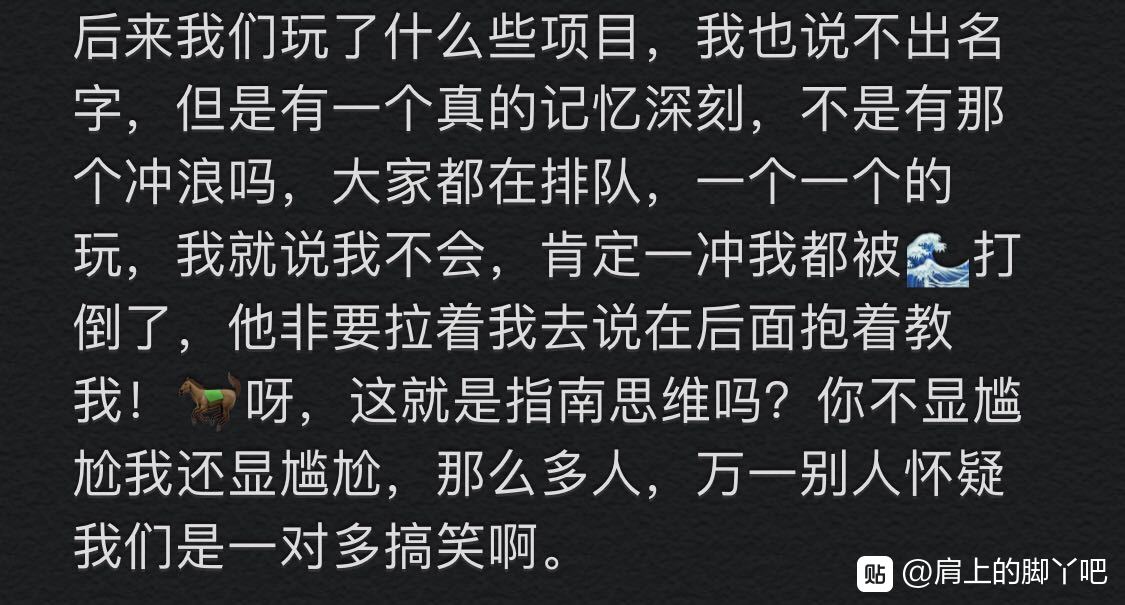 后来我们玩了什么些项目，我也说不出名
字，但是有一个真的记忆深刻，不是有那
个冲浪吗，大家都在排队，一个一个的
玩，我就说我不会，肯定一冲我都被🌊打
倒了，他非要拉着我去说在后面抱着教
我！🐎呀，这就是指南思维吗？你不显尴
尬我还显尴尬，那么多人，万一别人怀疑
我们是一对多搞笑啊。
贴 @肩上的脚丫吧